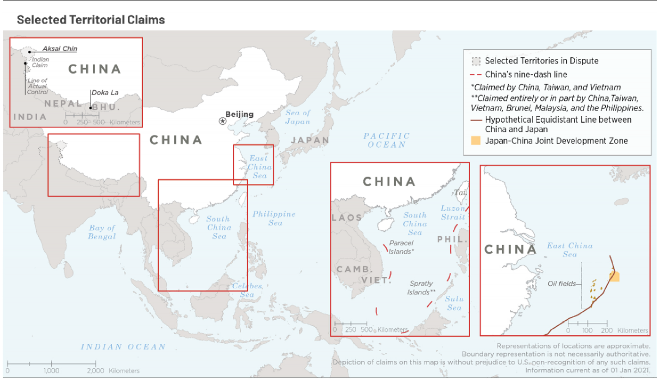 Selected Territorial Claims
Aksai Chin
Indian
Claim
CHINA
Line of
Actual
Control
Doka La
NEPAL
BHU.
INDIA
0 250 500 Kilometers
Selected Territories in Dispute
China's nine-dash line
*Claimed by China, Taiwan, and Vietnam
**Claimed entirely or in part by China,Taiwan,
Vietnam, Brunei, Malaysia, and the Philippines.
Hypothetical Equidistant Line between
China and Japan
Japan-China Joint Development Zone
Beijing
Sea of
Japan
CHINA
JAPAN
PACIFIC
OCEAN
East
China
Sea
South
China
Sea
Philippine
Sea
Bay of
Bengal
Celebes
Sea
INDIAN OCEAN
0 1,000 2,000 Kilometers
CHINA
Tai.
LAOS
South
China
Sea
Luzon
Strait
Paracel
Islands*
PHIL.
CAMB.
VIET.
Spratly
Islands**
Sulu
Sea
0 250 500 Kilometers
CHINA
East China
Sea
Oil fields
0 100 200
Kilometers
Representations of locations are approximate.
Boundary representation is not necessarily authoritative.
Depiction of claims on this map is without prejudice to U.S. non-recognition of any such claims.
Information current as of 01 Jan 2021.